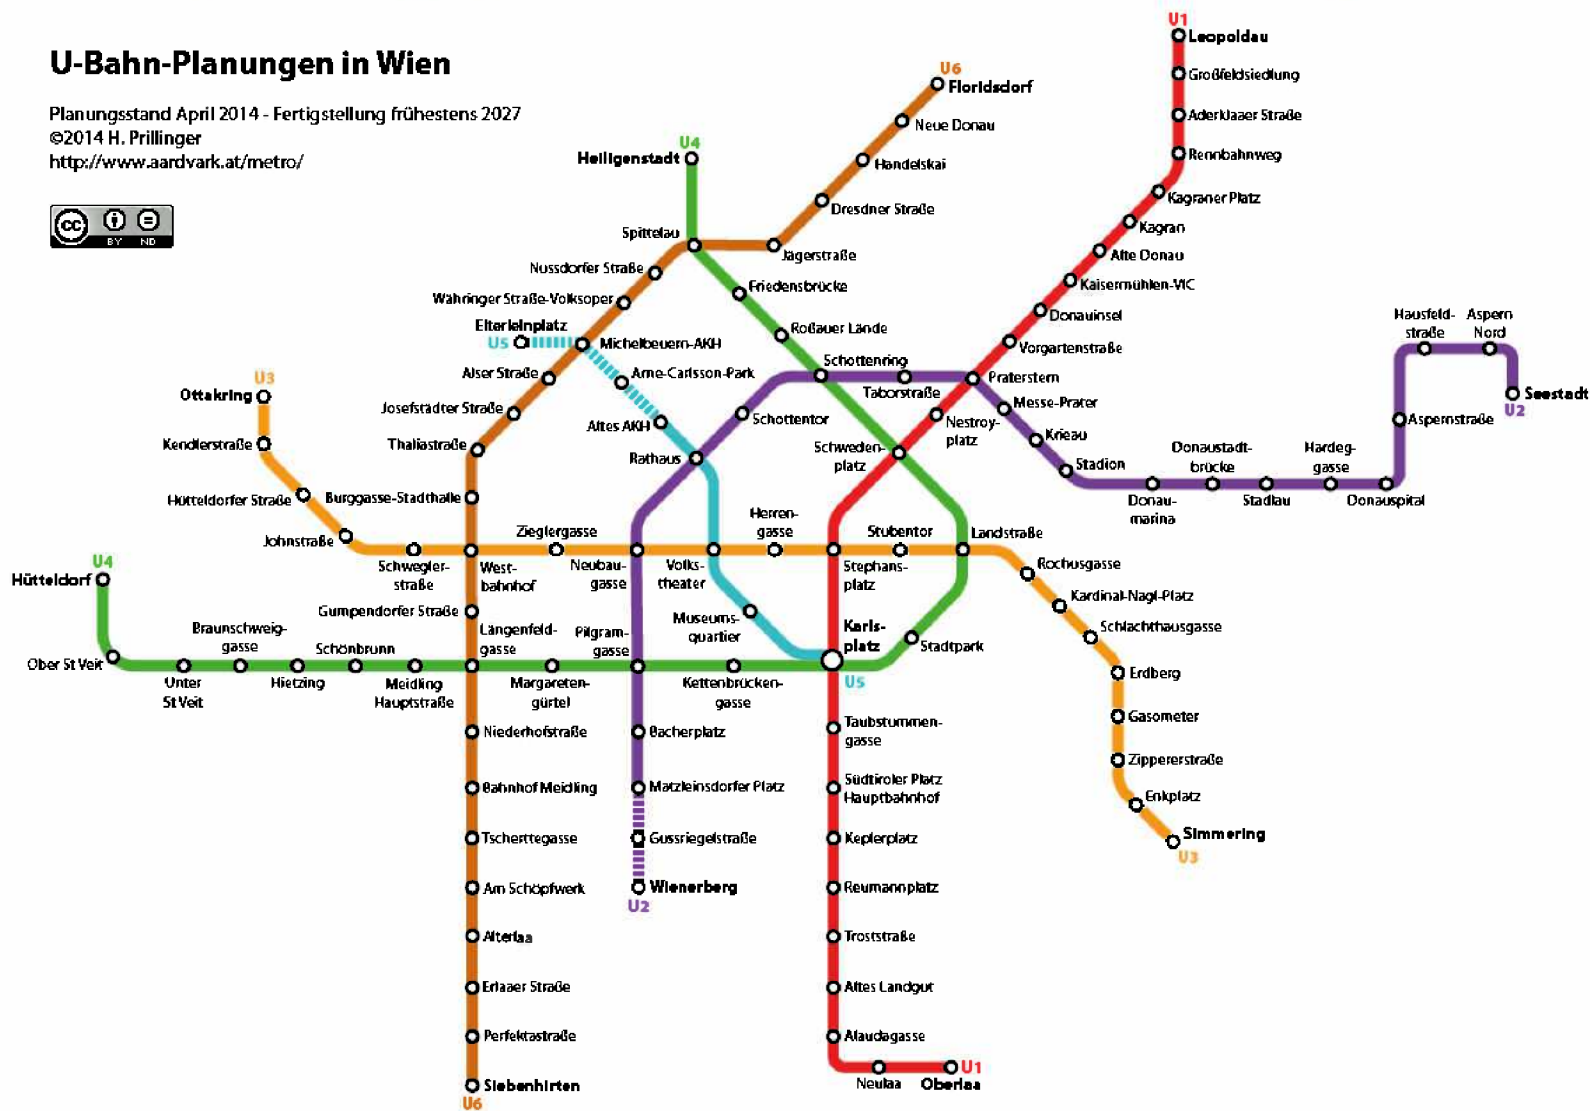 U-Bahn-Planungen in Wien
Planungsstand April 2014 - Fertigstellung frühestens 2027
©2014 H. Prillinger
http://www.aardvark.at/metro/
cc
BY ND
U1
Leopoldau
Großfeldsiedlung
Aderklaaer Straße
Rennbahnweg
Kagraner Platz
Kagran
Alte Donau
Kaisermühlen-VIC
Donauinsel
Vorgartenstraße
Praterstern
Nestroy-
platz
Schweden-
platz
U6
Floridsdorf
Neue Donau
Handelskai
Dresdner Straße
Jägerstraße
U4
Heiligenstadt
Spittelau
Nussdorfer Straße
Währinger Straße-Volksoper
Friedensbrücke
Roßauer Lände
Schottenring
Taborstraße
Elterleinplatz
U5
Michelbeuern-AKH
Arne-Carlsson-Park
Altes AKH
Alser Straße
Josefstädter Straße
Thaliastraße
Burggasse-Stadthalle
Schottentor
Rathaus
Messe-Prater
Krieau
Stadion
Donau-
marina
Donaustadt-
brücke
Stadlau
Hardeg-
gasse
Donauspital
Aspernstraße
Hausfeld-
straße
Aspern
Nord
Seestadt
U2
U3
Ottakring
Kendlerstraße
Hütteldorfer Straße
Johnstraße
Schwegler-
straße
West-
bahnhof
Zieglergasse
Neubau-
gasse
Volks-
theater
Herren-
gasse
Stephans-
platz
Stubentor
Landstraße
Rochusgasse
Kardinal-Nagl-Platz
Schlachthausgasse
Erdberg
Gasometer
Zippererstraße
Enkplatz
Simmering
U3
U4
Hütteldorf
Ober St Veit
Unter
St Veit
Braunschweig-
gasse
Hietzing
Schönbrunn
Meidling
Hauptstraße
Gumpendorfer Straße
Längenfeld-
gasse
Margareten-
gürtel
Pilgram-
gasse
Kettenbrücken-
gasse
Museums-
quartier
Karls-
platz
U5
Stadtpark
Niederhofstraße
Bahnhof Meidling
Tscherttegasse
Am Schöpfwerk
Alterlaa
Erlaaer Straße
Perfektastraße
Siebenhirten
U6
Bacherplatz
Matzleinsdorfer Platz
Gussriegelstraße
Wienerberg
U2
Taubstummen-
gasse
Südtiroler Platz
Hauptbahnhof
Keplerplatz
Reumannplatz
Troststraße
Altes Landgut
Alaudagasse
Neulaa
Oberlaa
U1